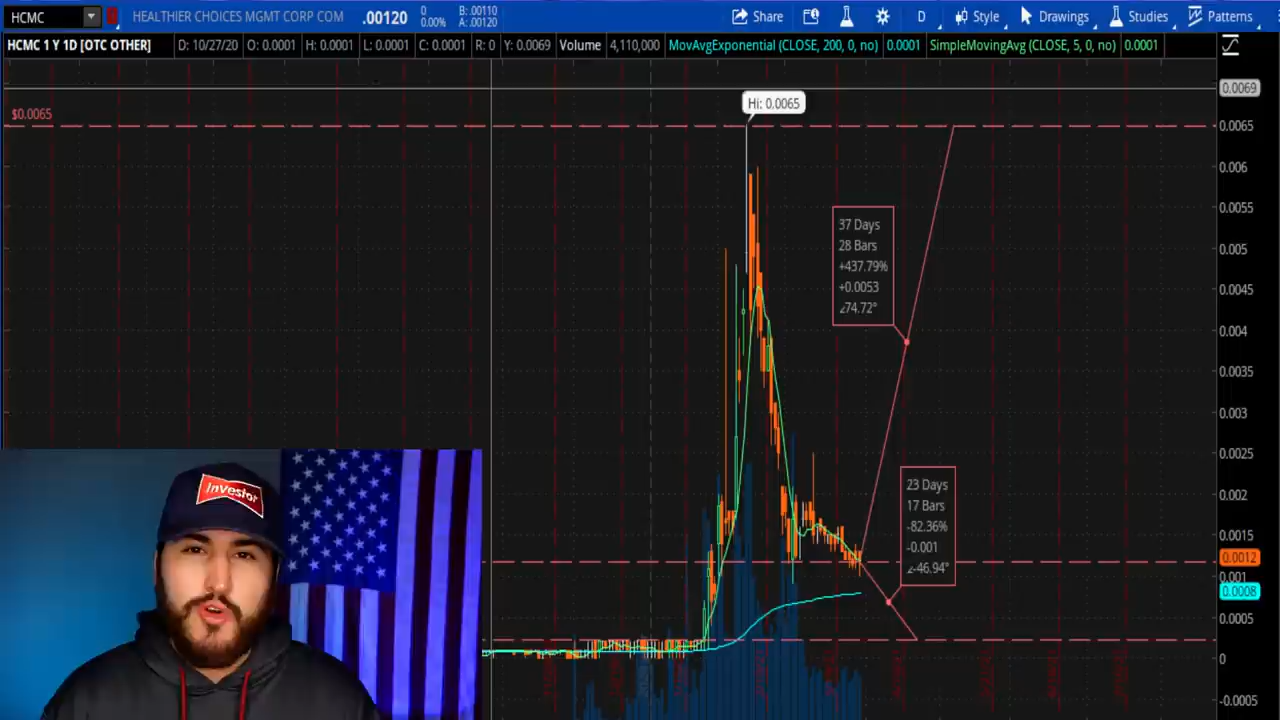 HCMC
HEALTHIER CHOICES MGMT CORP COM
.00120
0
0.00%
B: .00110
A: .00120
Share
D
Style
Drawings
Studies
Patterns
HCMC 1 Y 1D [OTC OTHER]
D: 10/27/20
O: 0.0001
H: 0.0001
L: 0.0001
C: 0.0001
R: 0
Y: 0.0069
Volume
4,110,000
MovAvgExponential (CLOSE, 200, 0, no)
0.0001
SimpleMovingAvg (CLOSE, 5, 0, no)
0.0001
0.0069
Hi: 0.0065
$0.0065
0.0065
0.006
0.0055
0.005
0.0045
0.004
0.0035
0.003
0.0025
0.002
0.0015
0.0012
0.001
0.0008
0.0005
0
-0.0005
37 Days
28 Bars
+437.79%
+0.0053
∠74.72°
23 Days
17 Bars
-82.36%
-0.001
∠-46.94°
Investor